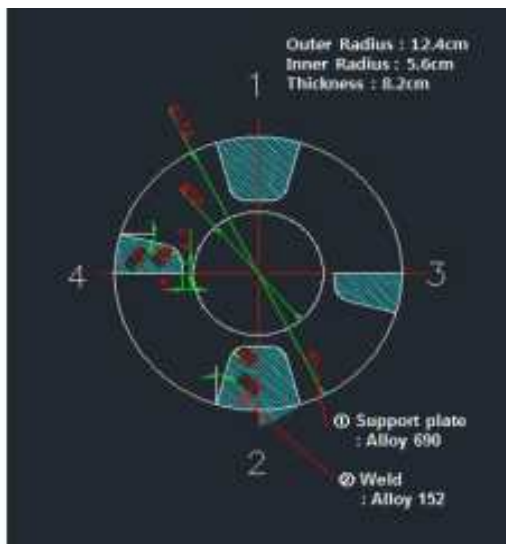 Outer Radius : 12.4cm
Inner Radius : 5.6cm
Thickness : 8.2cm
1
4
3
① Support plate
: Alloy 690
2
② Weld
: Alloy 152